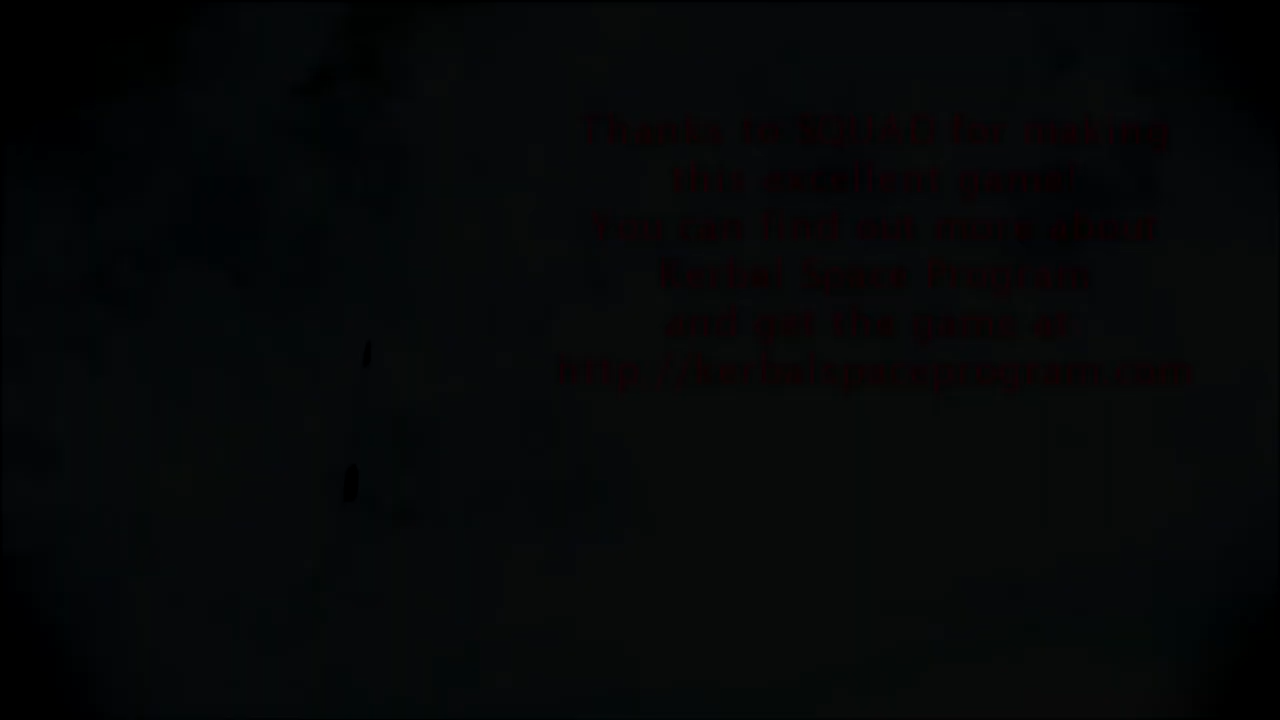 Thanks to SQUAD for making
this excellent game!
You can find out more about
Kerbal Space Program
and get the game at
http://kerbalspaceprogram.com